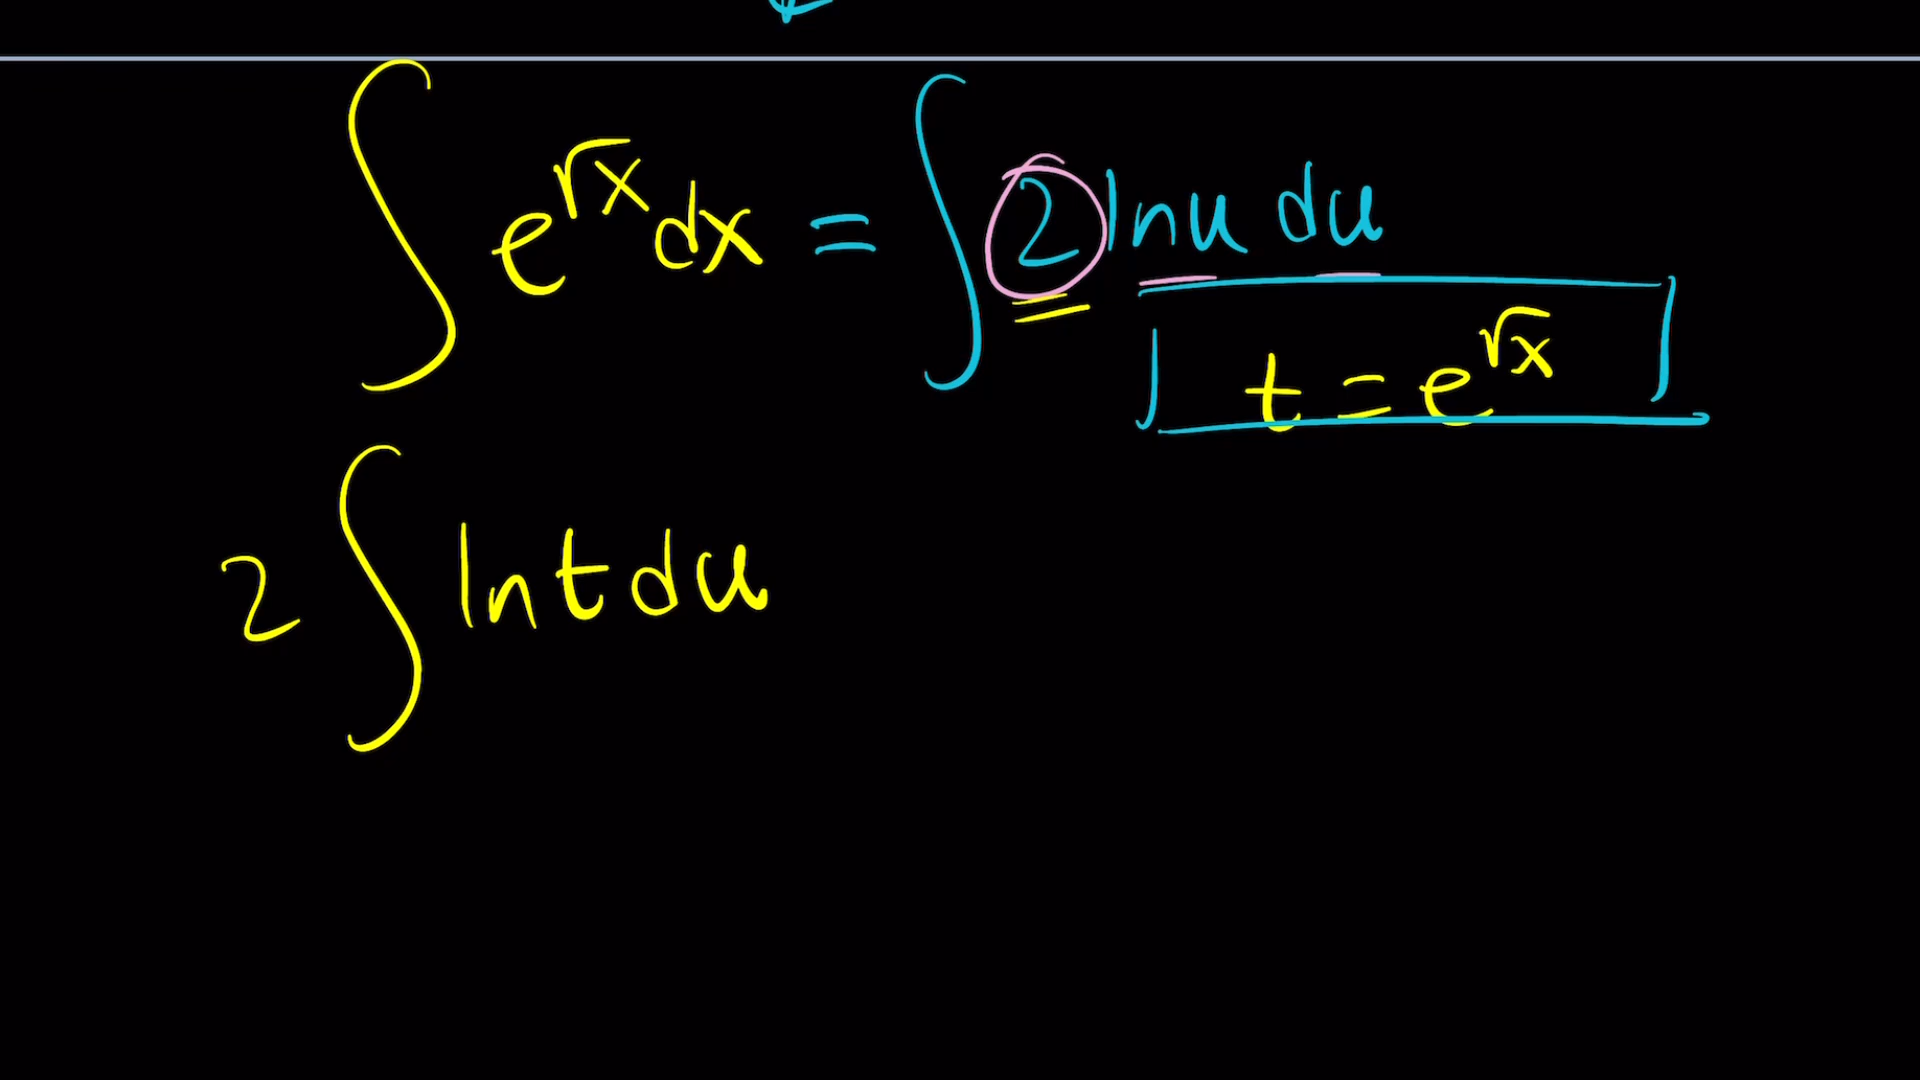 ∫ e^√x dx = ∫ 2 ln u du
t = e^√x
2 ∫ ln t du